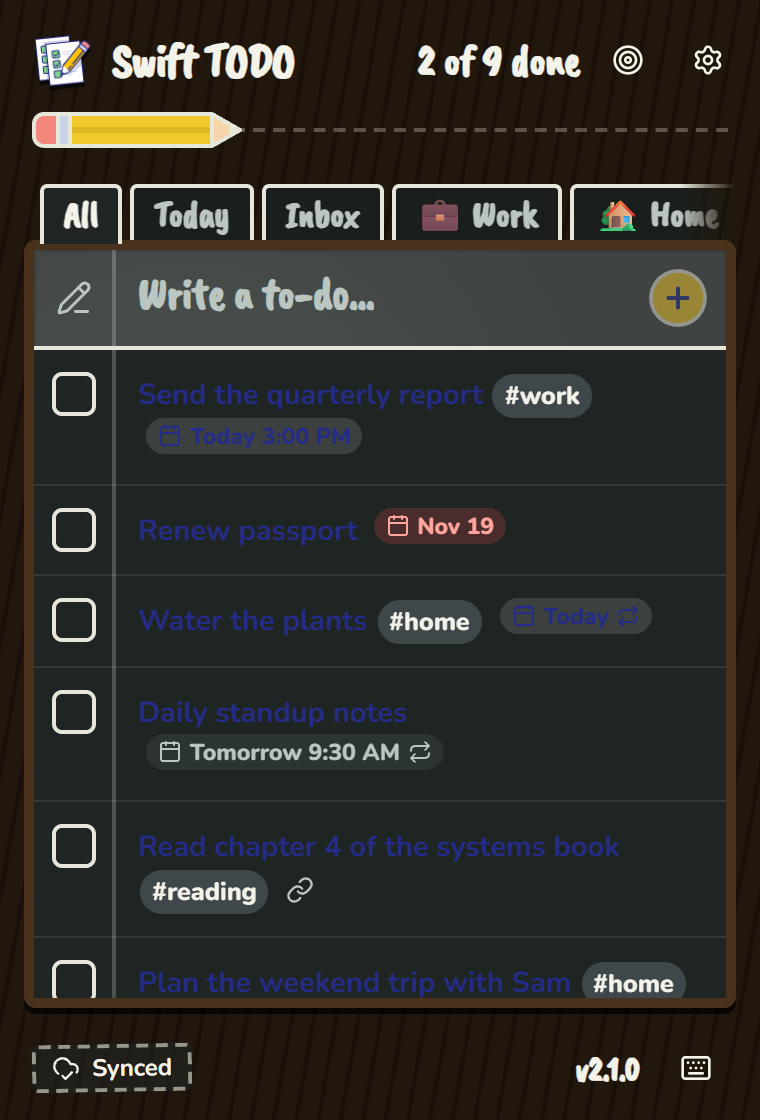 Swift TODO
2 of 9 done
All
Today
Inbox
Work
Home
Write a to-do...
Send the quarterly report #work
Today 3:00 PM
Renew passport Nov 19
Water the plants #home Today
Daily standup notes
Tomorrow 9:30 AM
Read chapter 4 of the systems book
#reading
Plan the weekend trip with Sam #home
Synced
v2.1.0